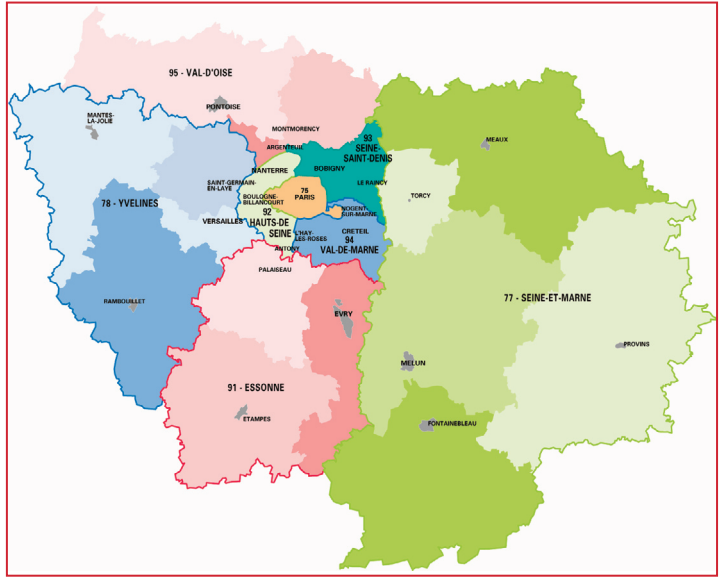 95 - VAL-D'OISE
PONTOISE
MANTES-
LA-JOLIE
MONTMORENCY
ARGENTEUIL
93
SEINE
SAINT-DENIS
MEAUX
BOBIGNY
NANTERRE
LE RAINCY
SAINT-GERMAIN-
EN-LAYE
75
PARIS
TORCY
78 - YVELINES
BOULOGNE-
BILLANCOURT
NOGENT-
SUR-MARNE
92
HAUTS-DE
SEINE
VERSAILLES
L'HAY-
LES-ROSES
CRETEIL
94
VAL-DE-MARNE
ANTONY
PALAISEAU
RAMBOUILLET
EVRY
77 - SEINE-ET-MARNE
PROVINS
MELUN
91 - ESSONNE
ETAMPES
FONTAINEBLEAU